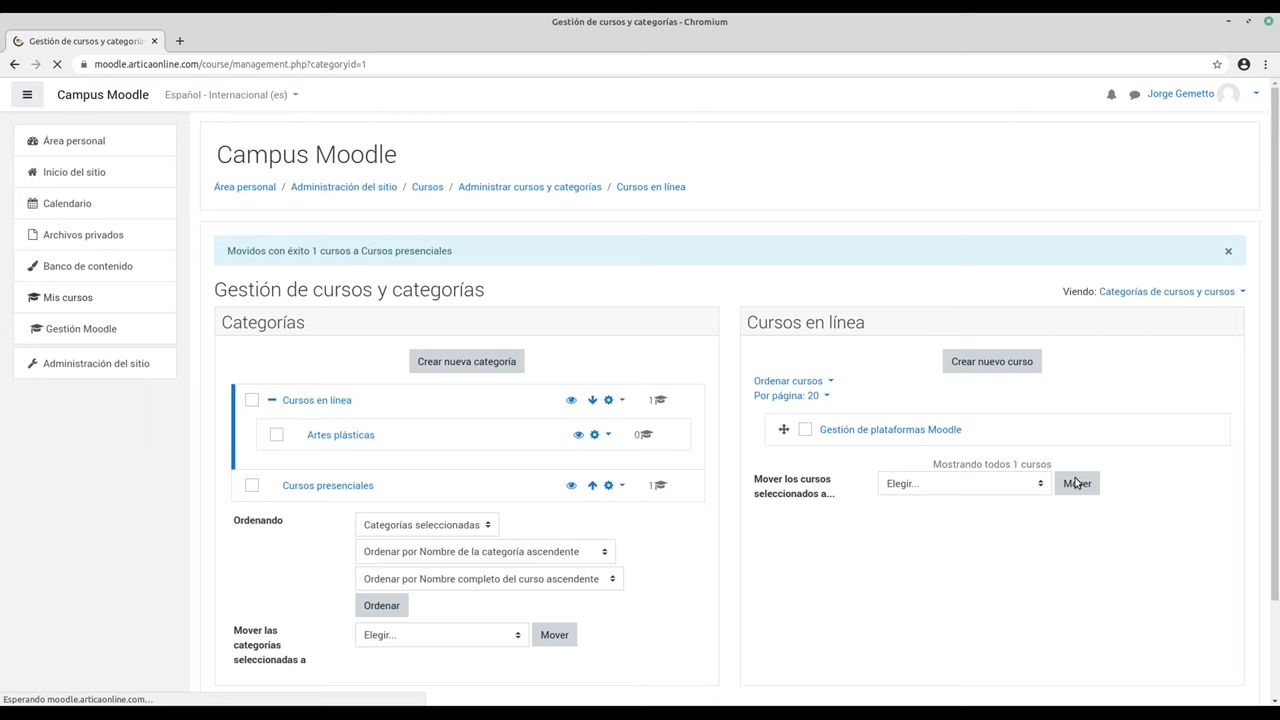 Gestión de cursos y categorías - Chromium
Gestión de cursos y categoría
moodle.articaonline.com/course/management.php?categoryid=1
Campus Moodle
Español - Internacional (es)
Jorge Gemetto
Área personal
Inicio del sitio
Calendario
Archivos privados
Banco de contenido
Mis cursos
Gestión Moodle
Administración del sitio
Campus Moodle
Área personal / Administración del sitio / Cursos / Administrar cursos y categorías / Cursos en línea
Movidos con éxito 1 cursos a Cursos presenciales
×
Gestión de cursos y categorías
Viendo: Categorías de cursos y cursos
Categorías
Crear nueva categoría
Cursos en línea 1
Artes plásticas 0
Cursos presenciales 1
Ordenando
Categorías seleccionadas
Ordenar por Nombre de la categoría ascendente
Ordenar por Nombre completo del curso ascendente
Ordenar
Mover las categorías seleccionadas a
Elegir...
Mover
Cursos en línea
Crear nuevo curso
Ordenar cursos
Por página: 20
Gestión de plataformas Moodle
Mostrando todos 1 cursos
Mover los cursos seleccionados a...
Elegir...
Mover
Esperando moodle.articaonline.com...